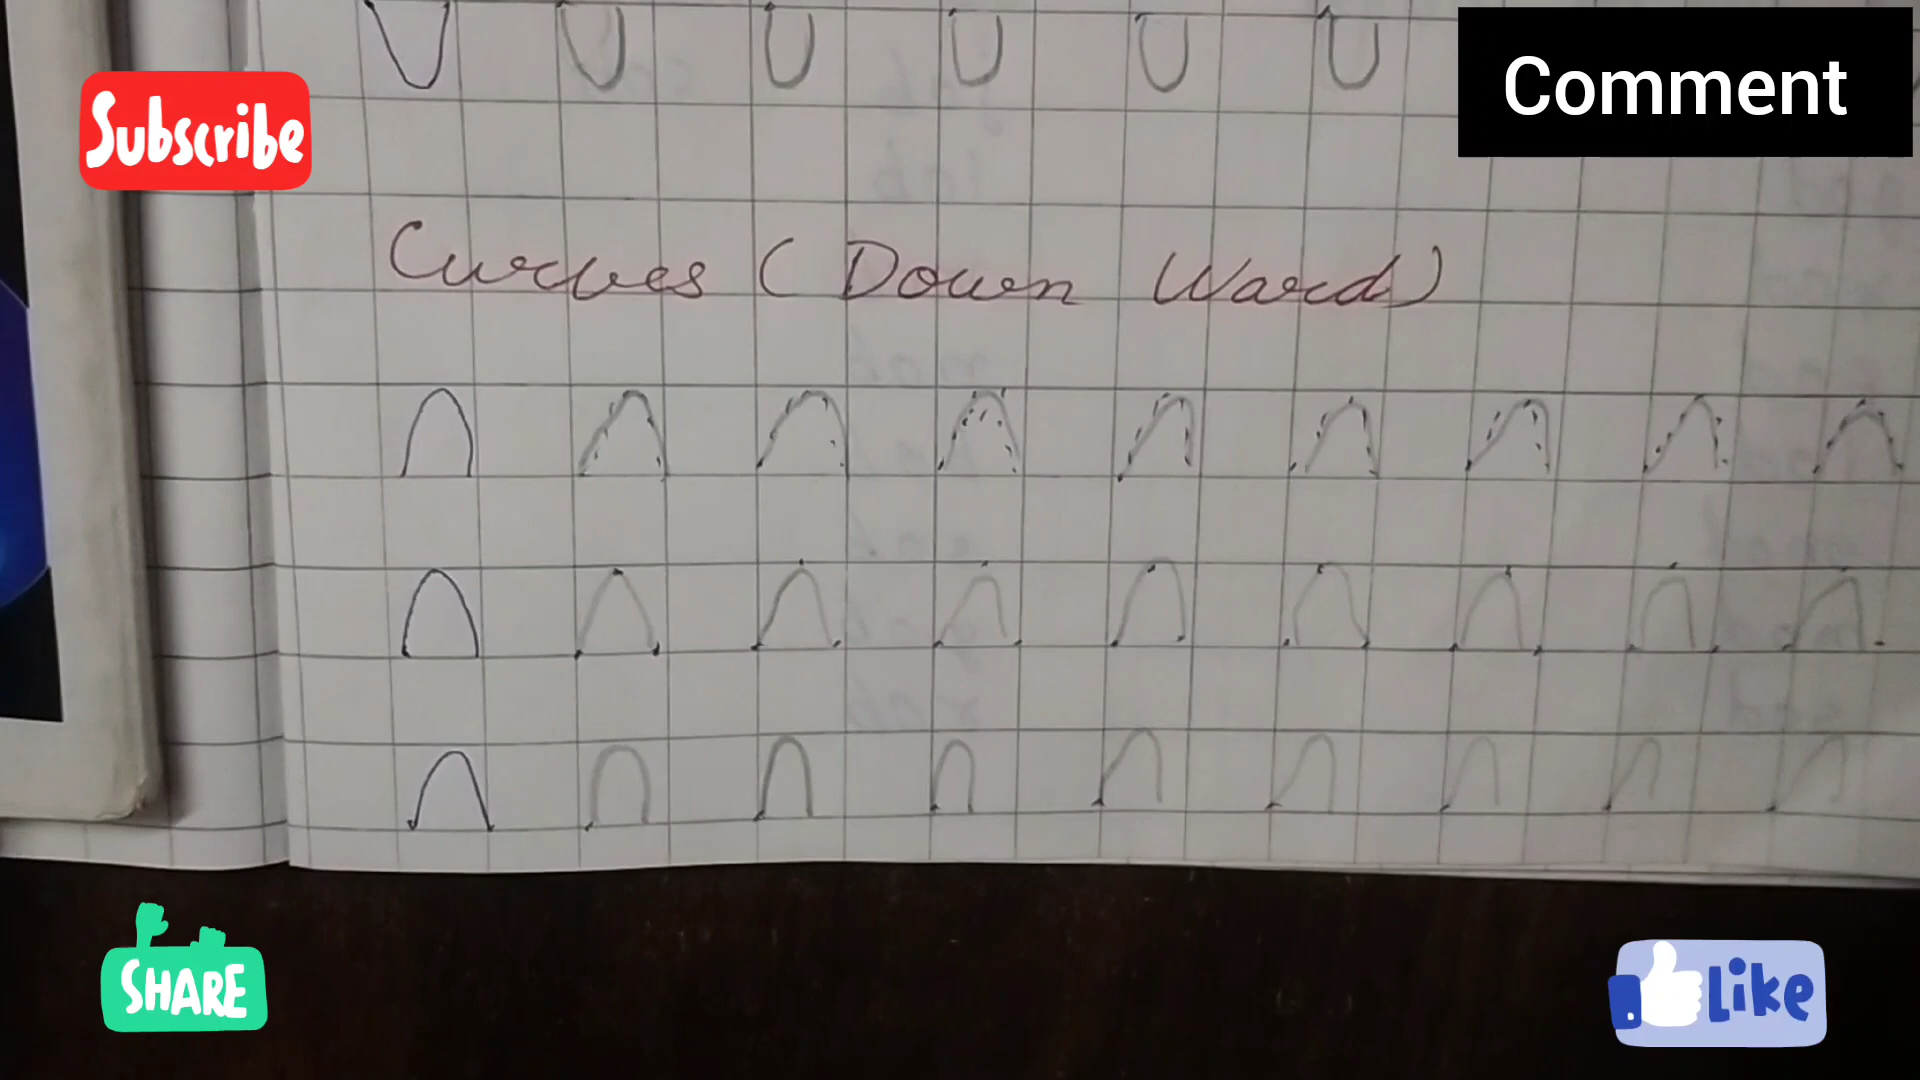 Comment
Subscribe
Curves (Down Ward)
SHARE
Like